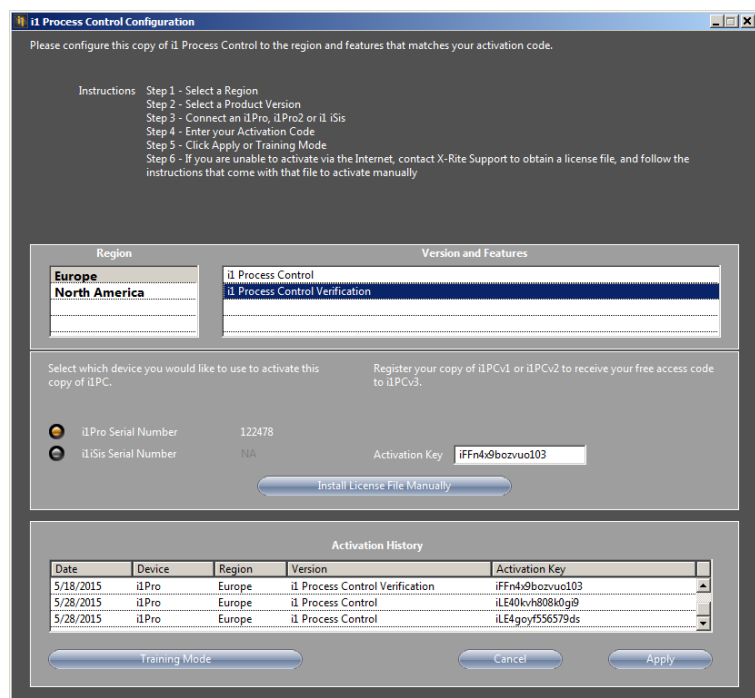 i1 Process Control Configuration
Please configure this copy of i1 Process Control to the region and features that matches your activation code.
Instructions Step 1 - Select a Region
Step 2 - Select a Product Version
Step 3 - Connect an i1Pro, i1Pro2 or i1 iSis
Step 4 - Enter your Activation Code
Step 5 - Click Apply or Training Mode
Step 6 - If you are unable to activate via the Internet, contact X-Rite Support to obtain a license file, and follow the
instructions that come with that file to activate manually
Region Version and Features
Europe i1 Process Control
North America i1 Process Control Verification
Select which device you would like to use to activate this
copy of i1PC.
Register your copy of i1PCv1 or i1PCv2 to receive your free access code
to i1PCv3.
i1Pro Serial Number 122478
i1iSis Serial Number NA Activation Key iFFn4x9bozvuo103
Install License File Manually
Activation History
Date Device Region Version Activation Key
5/18/2015 i1Pro Europe i1 Process Control Verification iFFn4x9bozvuo103
5/28/2015 i1Pro Europe i1 Process Control iLE40kvh808k0gi9
5/28/2015 i1Pro Europe i1 Process Control iLE4goyf556579ds
Training Mode Cancel Apply